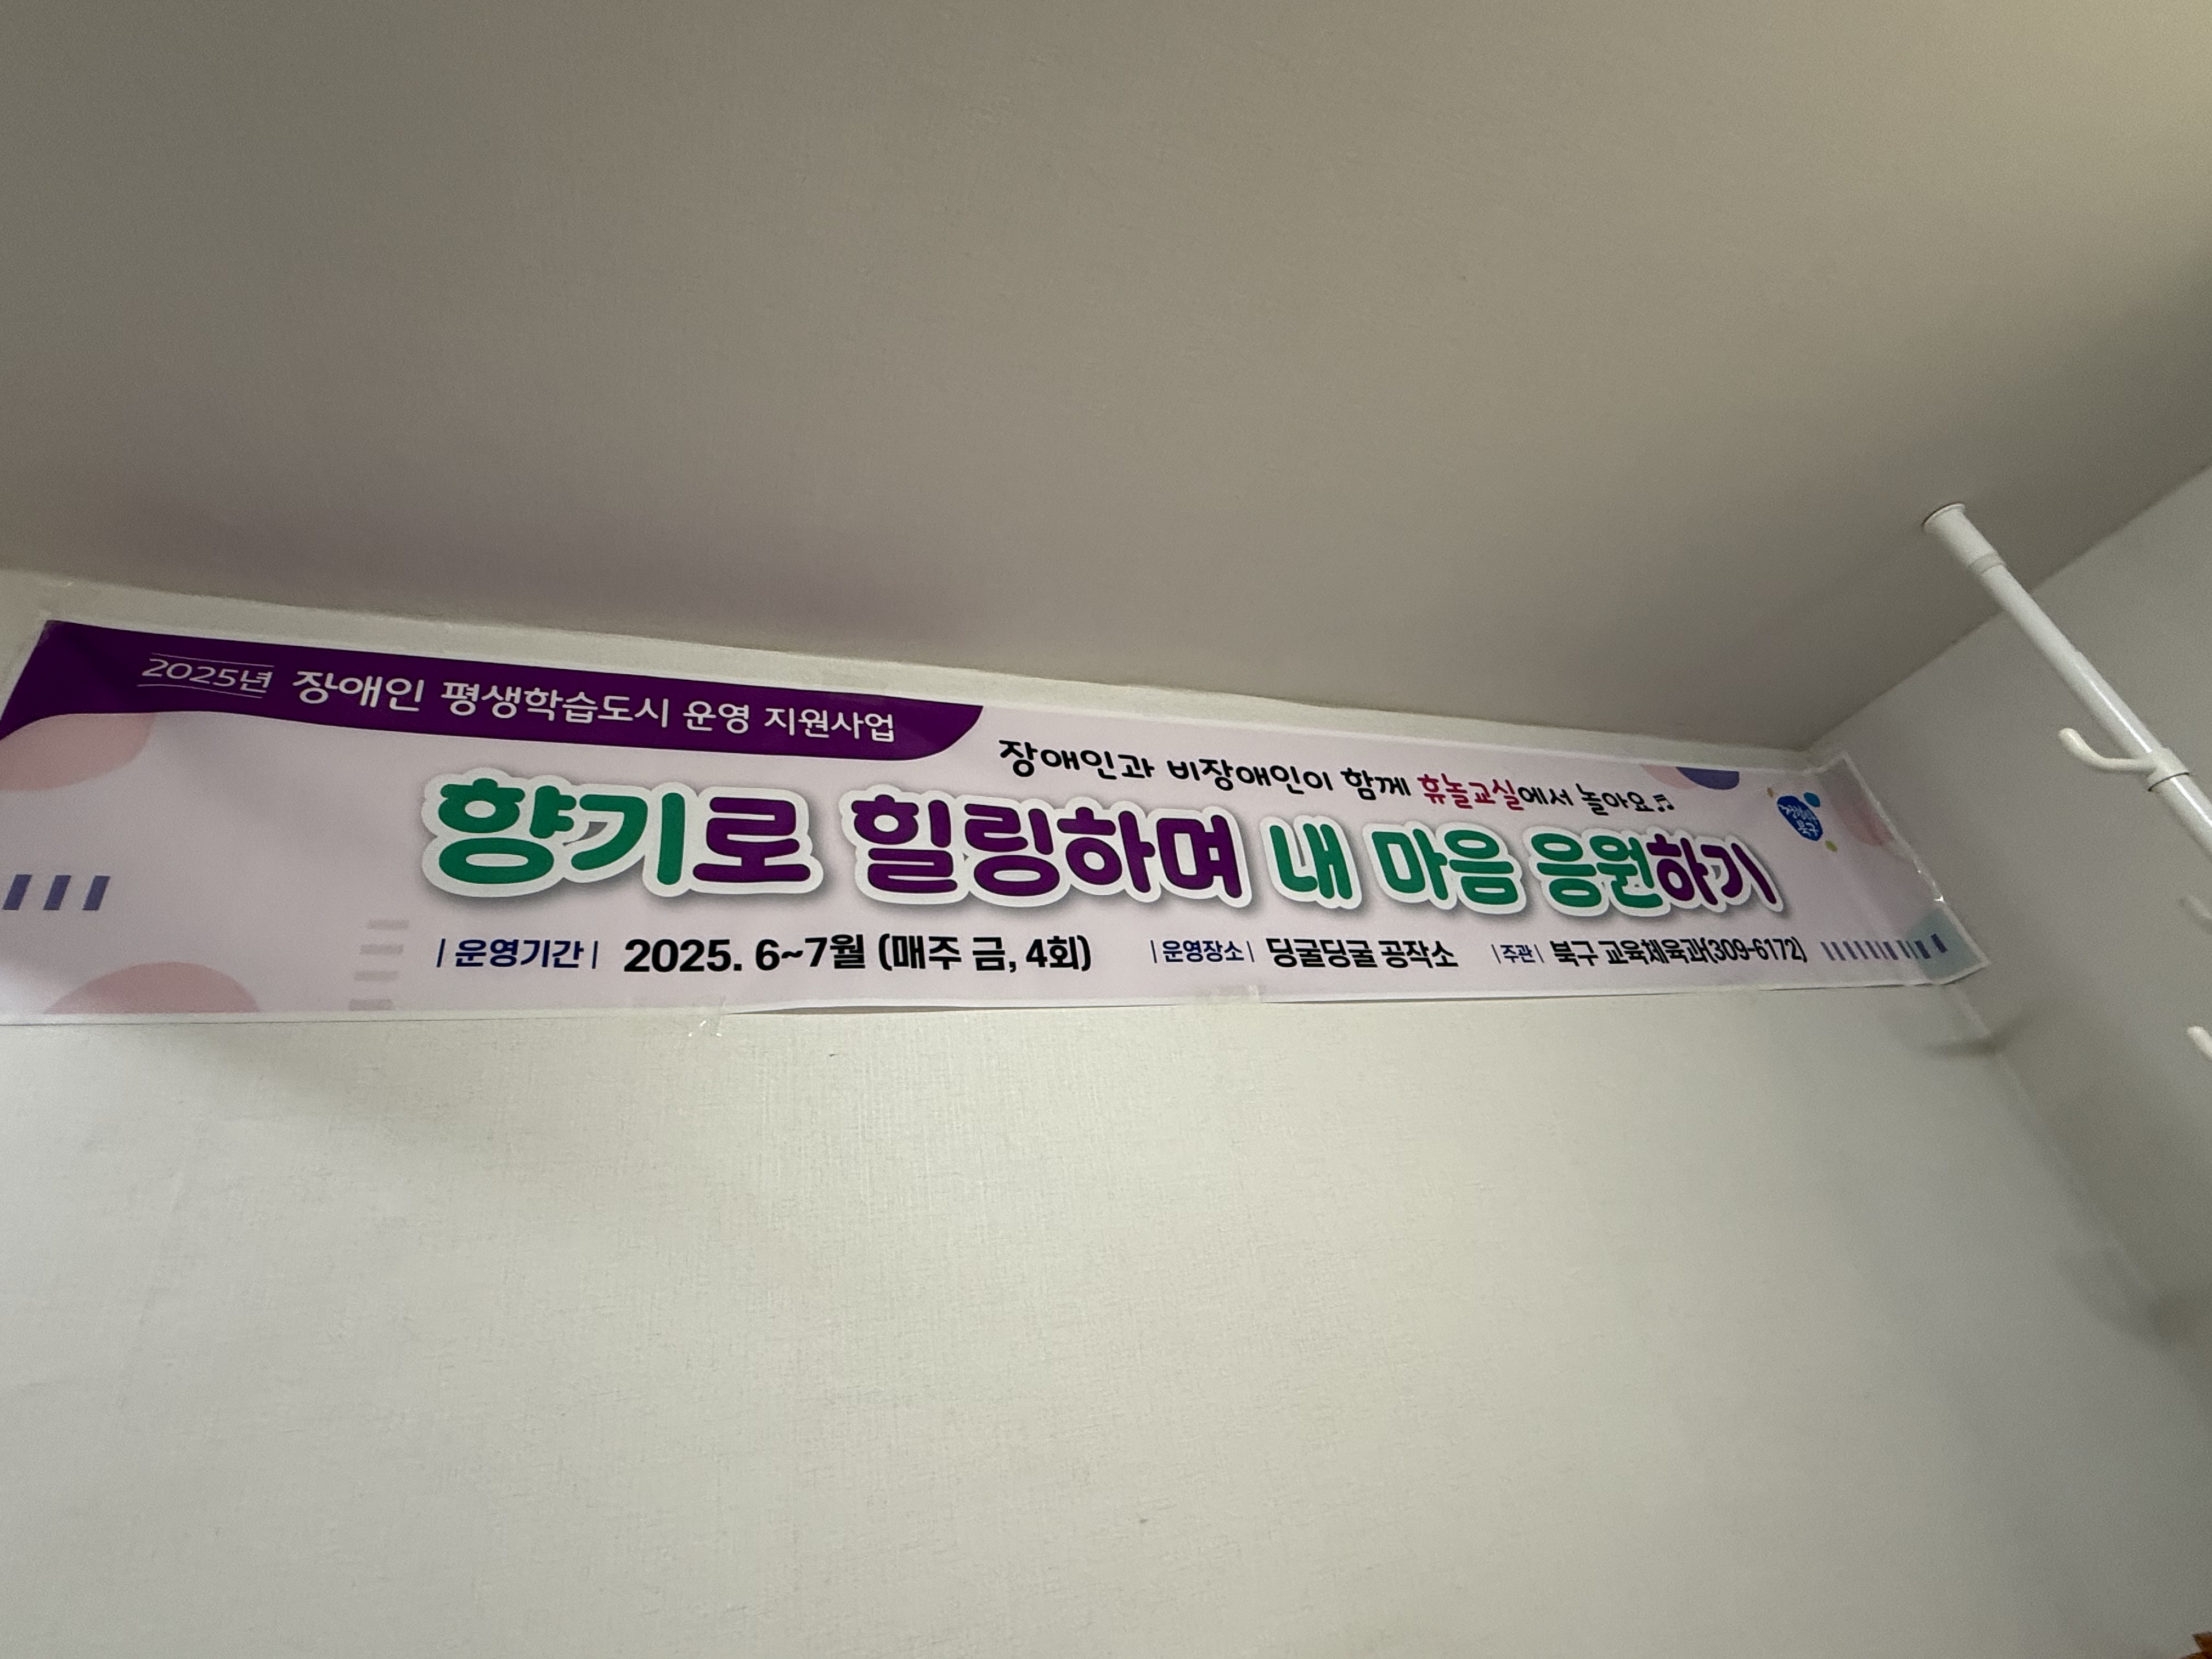 2025년 장애인 평생학습도시 운영 지원사업
장애인과 비장애인이 함께 휴놀교실에서 놀아요♬
향기로 힐링하며 내 마음 응원하기
북구
|운영기간| 2025. 6~7월 (매주 금, 4회) |운영장소| 딩굴딩굴 공작소 |주관| 북구 교육체육과(309-6172)